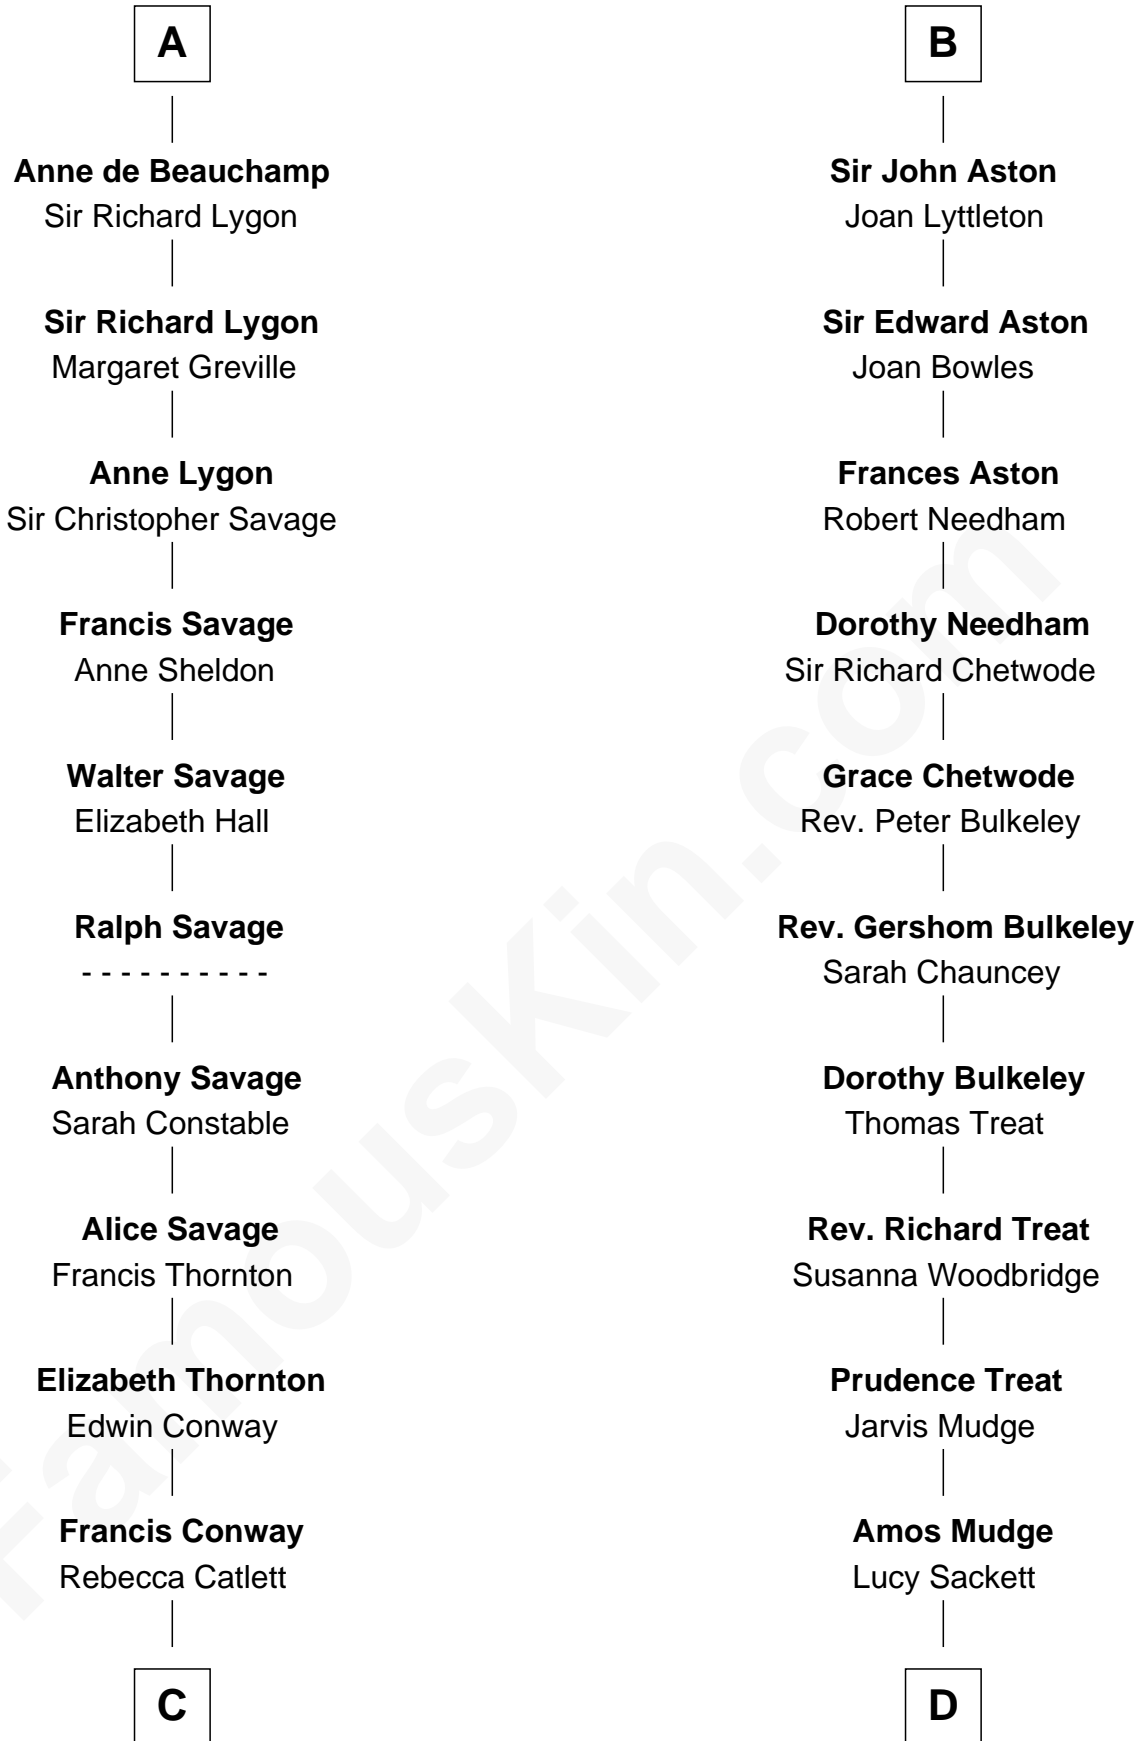 A
Anne de Beauchamp
Sir Richard Lygon
Sir Richard Lygon
Margaret Greville
Anne Lygon
Sir Christopher Savage
Francis Savage
Anne Sheldon
Walter Savage
Elizabeth Hall
Ralph Savage
- - - - - - - - - -
Anthony Savage
Sarah Constable
Alice Savage
Francis Thornton
Elizabeth Thornton
Edwin Conway
Francis Conway
Rebecca Catlett
C
B
Sir John Aston
Joan Lyttleton
Sir Edward Aston
Joan Bowles
Frances Aston
Robert Needham
Dorothy Needham
Sir Richard Chetwode
Grace Chetwode
Rev. Peter Bulkeley
Rev. Gershom Bulkeley
Sarah Chauncey
Dorothy Bulkeley
Thomas Treat
Rev. Richard Treat
Susanna Woodbridge
Prudence Treat
Jarvis Mudge
Amos Mudge
Lucy Sackett
D
FamousKin.com